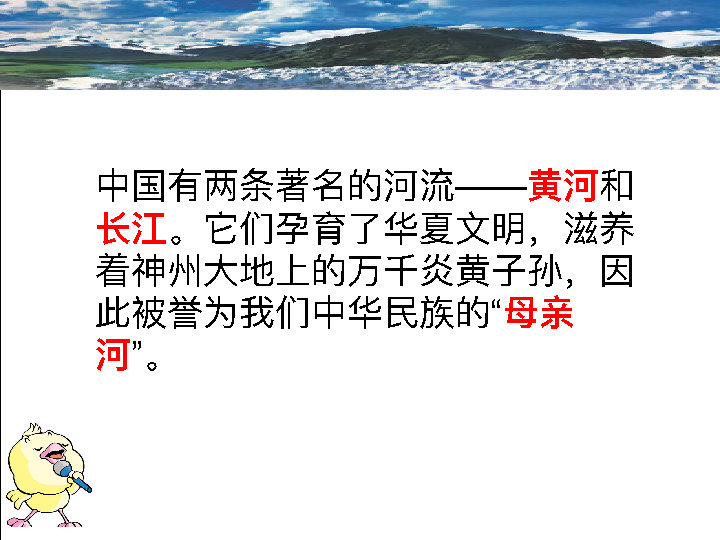 中国有两条著名的河流——黄河和
长江。它们孕育了华夏文明，滋养
着神州大地上的万千炎黄子孙，因
此被誉为我们中华民族的“母亲
河”。